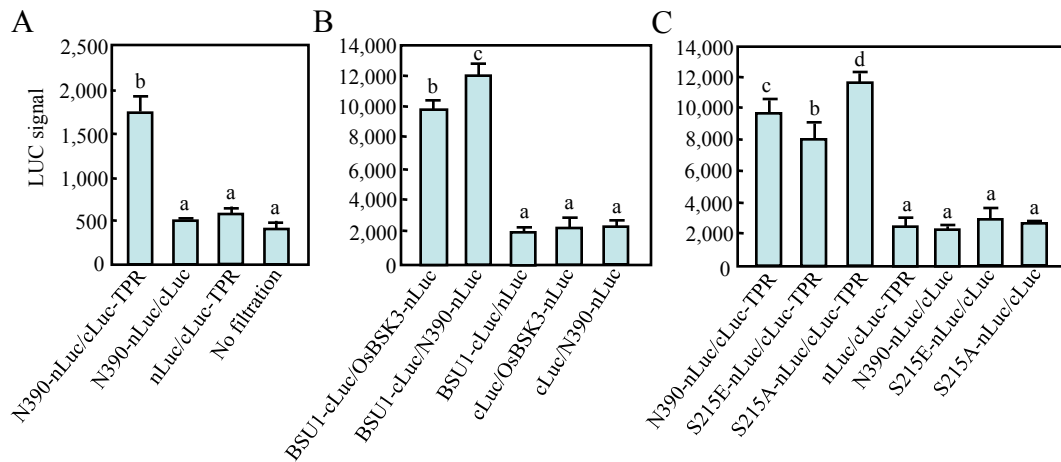 A
LUC signal
2,500
2,000
1,500
1,000
500
0
b
a
a
a
N390-nLuc/cLuc-TPR
N390-nLuc/cLuc
nLuc/cLuc-TPR
No filtration
B
14,000
12,000
10,000
8,000
6,000
4,000
2,000
0
b
c
a
a
a
BSU1-cLuc/OsBSK3-nLuc
BSU1-cLuc/N390-nLuc
BSU1-cLuc/nLuc
cLuc/OsBSK3-nLuc
cLuc/N390-nLuc
C
14,000
12,000
10,000
8,000
6,000
4,000
2,000
0
c
b
d
a
a
a
a
N390-nLuc/cLuc-TPR
S215E-nLuc/cLuc-TPR
S215A-nLuc/cLuc-TPR
nLuc/cLuc-TPR
N390-nLuc/cLuc
S215E-nLuc/cLuc
S215A-nLuc/cLuc